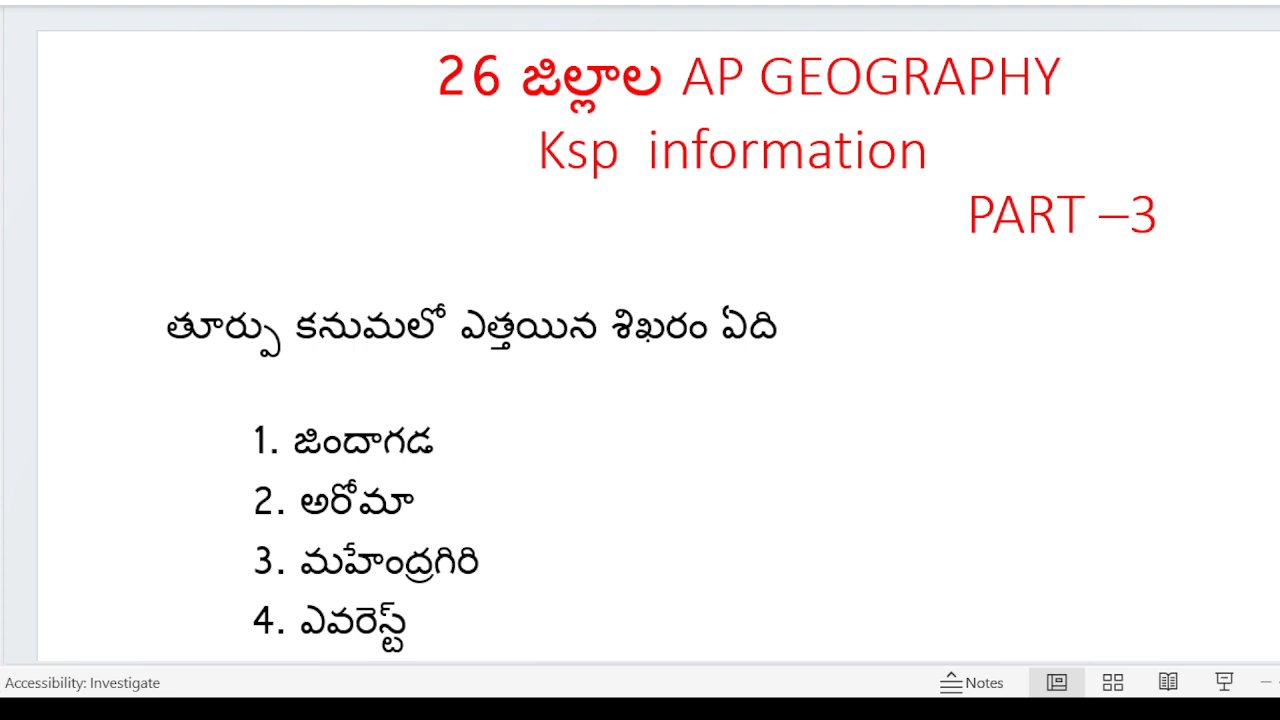 26 జిల్లాల AP GEOGRAPHY
Ksp information
PART –3
తూర్పు కనుమలో ఎత్తయిన శిఖరం ఏది
1. జిందాగడ
2. అరోమా
3. మహేంద్రగిరి
4. ఎవరెస్ట్
Accessibility: Investigate
Notes